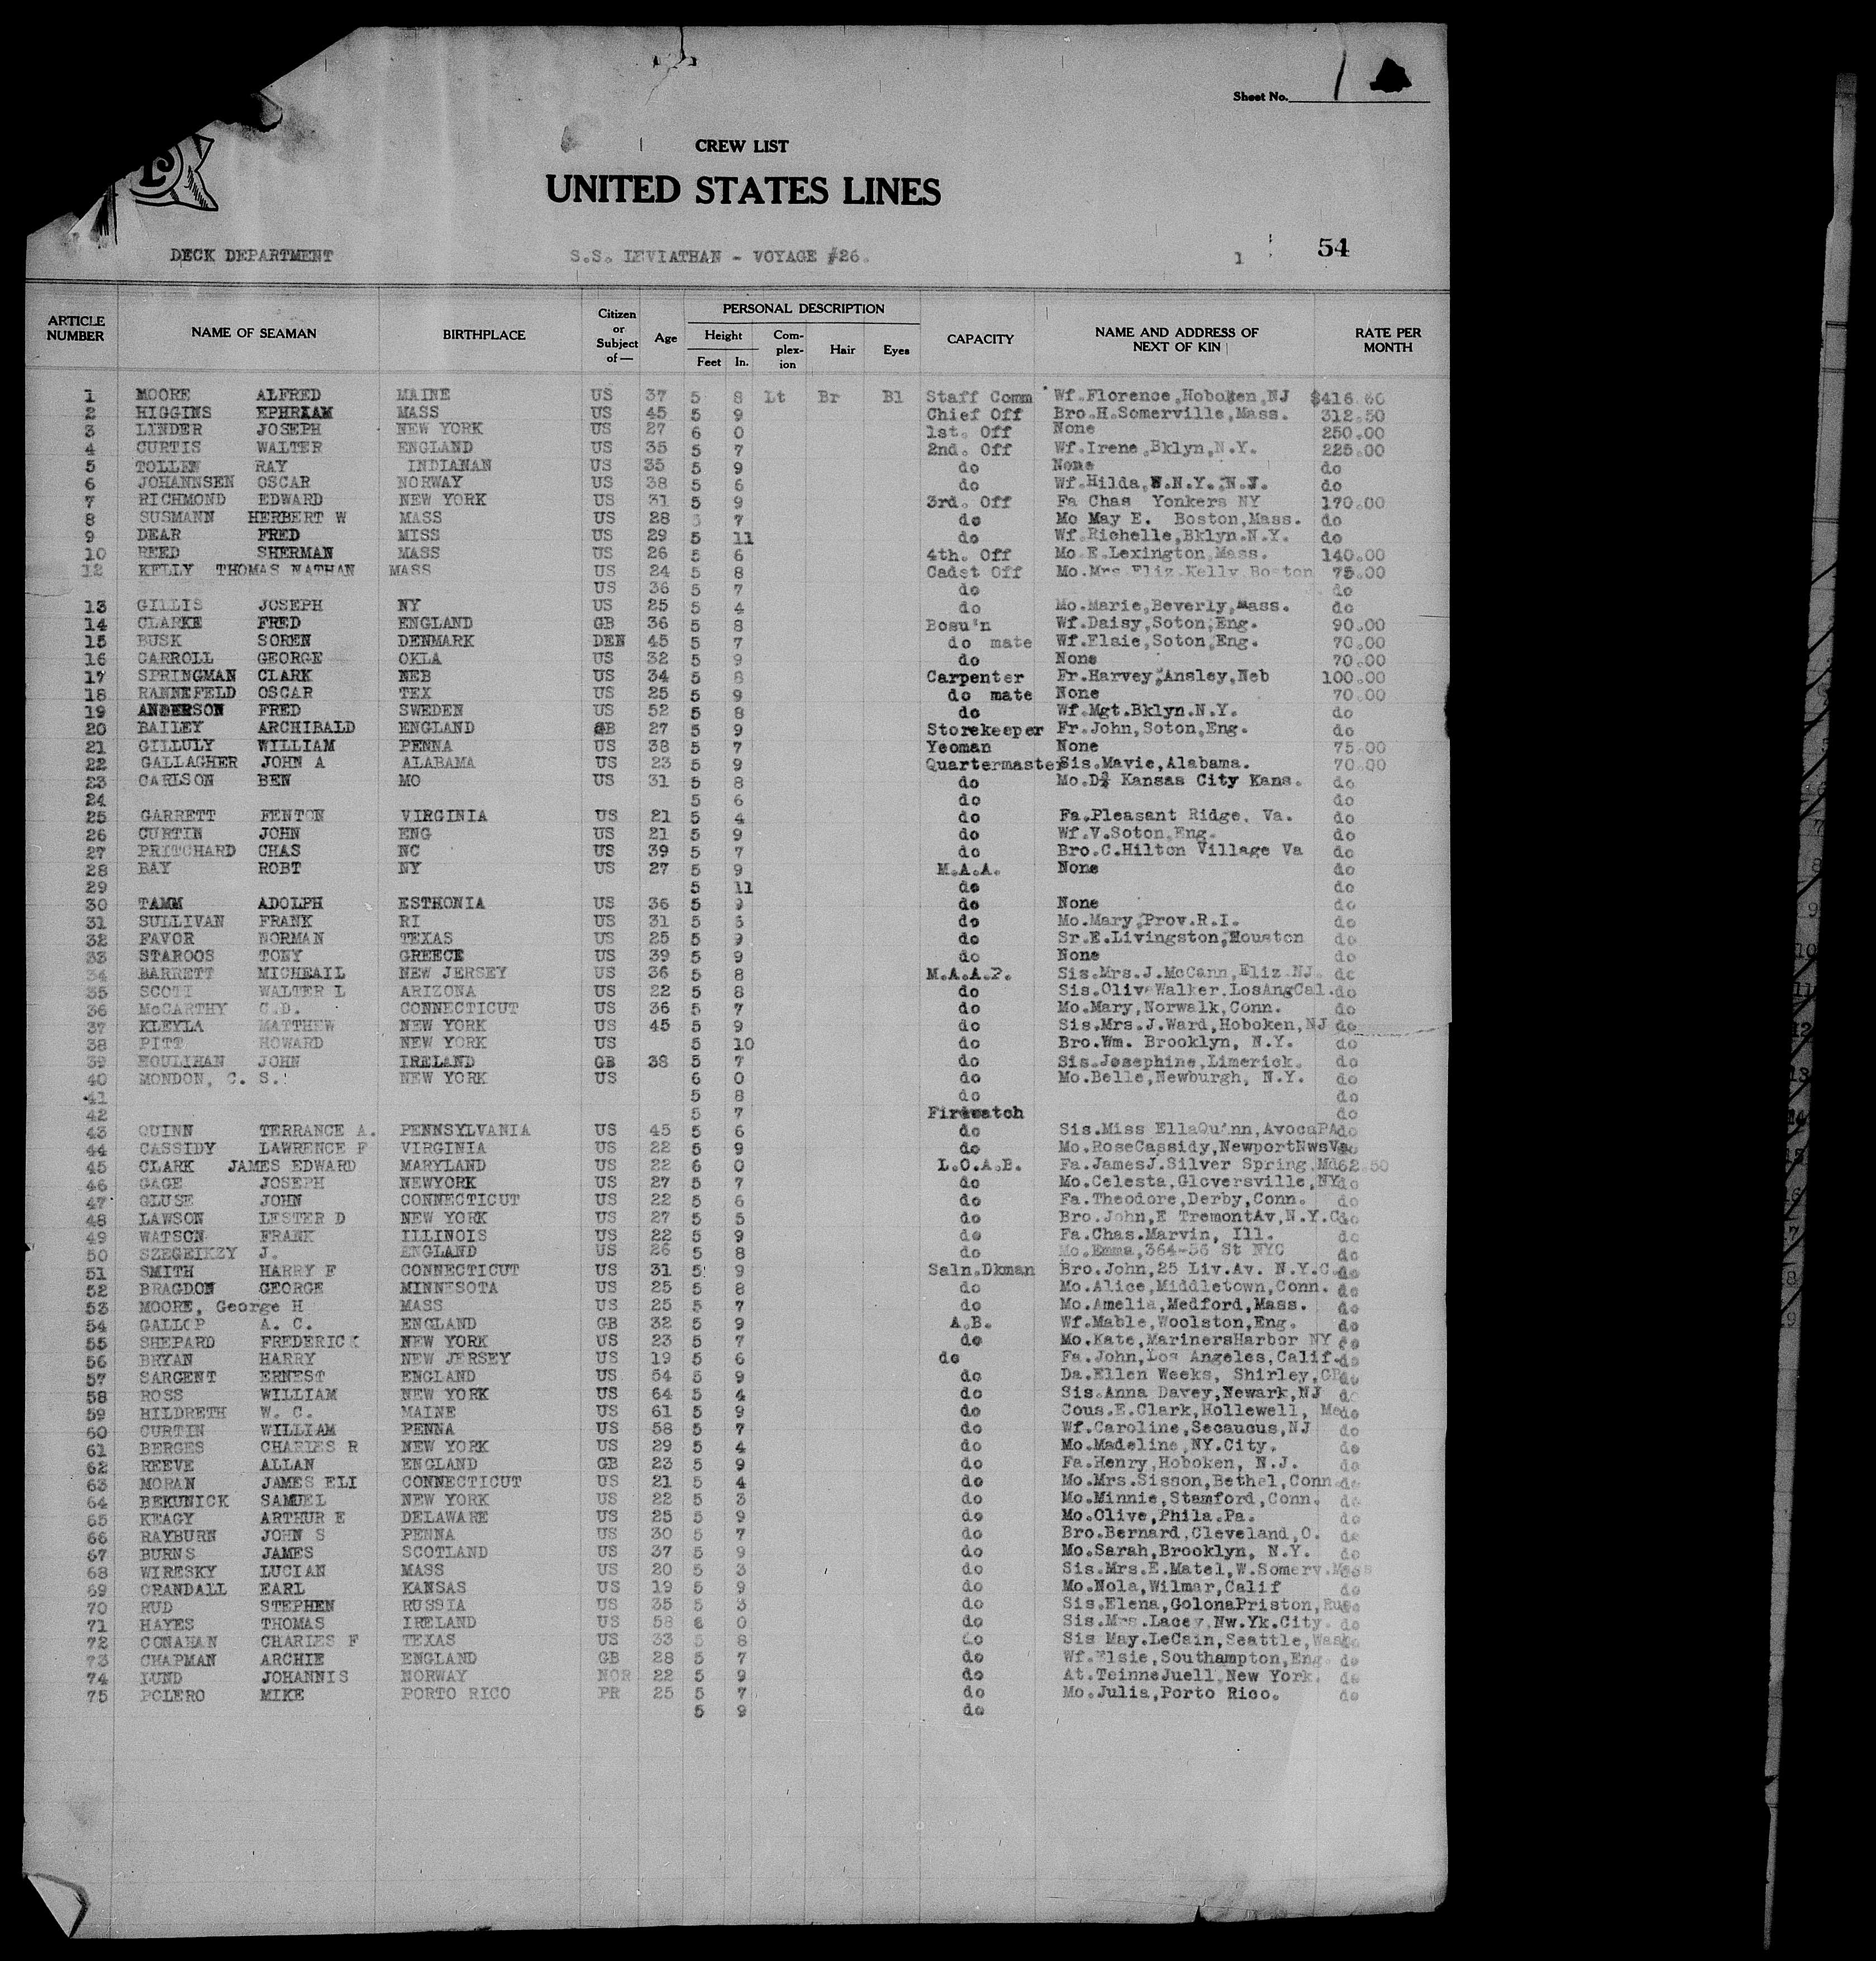 Sheet No. 1
CREW LIST
UNITED STATES LINES
DECK DEPARTMENT S.S. LEVIATHAN - VOYAGE #26. 1 54
ARTICLE NUMBER NAME OF SEAMAN BIRTHPLACE Citizen or Subject of — Age PERSONAL DESCRIPTION Height Feet In. Com-plex-ion Hair Eyes CAPACITY NAME AND ADDRESS OF NEXT OF KIN RATE PER MONTH
1 MOORE ALFRED MAINE US 37 5 8 Lt Br Bl Staff Comm Wf.Florence,Hoboken,NJ $416.60
2 HIGGINS EPHRIAM MASS US 45 5 9 Chief Off Bro.H.Somerville,Mass. 312.50
3 LINDER JOSEPH NEW YORK US 27 6 0 1st. Off None 250.00
4 CURTIS WALTER ENGLAND US 35 5 7 2nd. Off Wf.Irene,Bklyn,N.Y. 225.00
5 TOLLEN RAY INDIANAN US 35 5 9 do None do
6 JOHANNSEN OSCAR NORWAY US 38 5 6 do Wf.Hilda,W.N.Y. N.J. do
7 RICHMOND EDWARD NEW YORK US 31 5 9 3rd. Off Fa Chas Yonkers NY 170.00
8 SUSMANN HERBERT W MASS US 28 7 do Mo May E. Boston,Mass. do
9 DEAR FRED MISS US 29 5 11 do Wf.Richelle,Bklyn.N.Y. do
10 REED SHERMAN MASS US 26 5 6 4th. Off Mo.E.Lexington,Mass. 140.00
12 KELLY THOMAS NATHAN MASS US 24 5 8 Cadet Off Mo.Mrs Eliz.Kelly Boston 75.00
US 36 5 7 do do
13 GILLIS JOSEPH NY US 25 5 4 do Mo.Marie,Beverly,Mass. do
14 CLARKE FRED ENGLAND GB 36 5 8 Bosu'n Wf.Daisy,Soton,Eng. 90.00
15 BUSK SOREN DENMARK DEN 45 5 7 do mate Wf.Elsie,Soton,Eng. 70.00
16 CARROLL GEORGE OKLA US 32 5 9 do None 70.00
17 SPRINGMAN CLARK NEB US 34 5 8 Carpenter Fr.Harvey,Ansley,Neb 100.00
18 RANNEFELD OSCAR TEX US 25 5 9 do mate None 70.00
19 ANDERSON FRED SWEDEN US 52 5 8 do Wf.Mgt.Bklyn.N.Y. do
20 BAILEY ARCHIBALD ENGLAND GB 27 5 9 Storekeeper Fr.John,Soton,Eng. do
21 GILLULY WILLIAM PENNA US 38 5 7 Yeoman None 75.00
22 GALLAGHER JOHN A ALABAMA US 23 5 9 Quartermaster Sis.Mavie,Alabama. 70.00
23 CARLSON BEN MO US 31 5 8 do Mo. Kansas City Kans. do
24 5 6 do do
25 GARRETT FENTON VIRGINIA US 21 5 4 do Fa.Pleasant Ridge, Va. do
26 CURTIN JOHN ENG US 21 5 9 do Wf.V.Soton,Eng. do
27 PRITCHARD CHAS NC US 39 5 7 do Bro.C.Hilton Village Va do
28 BAY ROBT NY US 27 5 9 M.A.A. None do
29 5 11 do do
30 TAMM ADOLPH ESTHONIA US 36 5 9 do None do
31 SULLIVAN FRANK RI US 31 5 do Mo.Mary,Prov.R.I. do
32 FAVOR NORMAN TEXAS US 25 5 9 do Sr.E.Livingston,Houston do
33 STAROOS TONY GREECE US 39 5 9 do None do
34 BARRETT MICHEAIL NEW JERSEY US 36 5 8 M.A.A.P. Sis.Mrs.J.McCann,Eliz NJ. do
35 SCOTT WALTER L ARIZONA US 22 5 8 do Sis.OliveWalker.LosAngCal.do
36 McCARTHY C.D. CONNECTICUT US 36 5 7 do Mo.Mary,Norwalk,Conn. do
37 KLEYLA MATTHEW NEW YORK US 45 5 9 do Sis.Mrs.J.Ward,Hoboken,NJ do
38 PITT HOWARD NEW YORK US 5 10 do Bro.Wm. Brooklyn, N.Y. do
39 HOULIHAN JOHN IRELAND GB 38 5 7 do Sis.Josephine,Limerick. do
40 MONDON, C. S. NEW YORK US 6 0 do Mo.Belle,Newburgh, N.Y. do
41 5 8 do do
42 5 7 Firewatch do
43 QUINN TERRANCE A. PENNSYLVANIA US 45 5 6 do Sis.Miss EllaQuinn,AvocaPAdo
44 CASSIDY LAWRENCE F VIRGINIA US 22 5 9 do Mo.RoseCassidy,NewportNwsVado
45 CLARK JAMES EDWARD MARYLAND US 22 6 0 L.O.A.B. Fa.JamesJ.Silver Spring.Md62.50
46 GAGE JOSEPH NEWYORK US 27 5 7 do Mo.Celesta,Gloversville,NYdo
47 GLUSE JOHN CONNECTICUT US 22 5 6 do Fa.Theodore,Derby,Conn. do
48 LAWSON LESTER D NEW YORK US 27 5 5 do Bro.John,E TremontAv,N.Y.Cdo
49 WATSON FRANK ILLINOIS US 22 5 9 do Fa.Chas.Marvin, Ill. do
50 SZEGEIKZY J. ENGLAND US 26 5 8 do Mo.Emma,364-56 St NYC do
51 SMITH HARRY F CONNECTICUT US 31 5 9 Saln.Dkman Bro.John,25 Liv.Av. N.Y.C.do
52 BRAGDON GEORGE MINNESOTA US 25 5 8 do Mo.Alice,Middletown,Conn. do
53 MOORE, George H MASS US 25 5 7 do Mo.Amelia,Medford,Mass. do
54 GALLOP A. C. ENGLAND GB 32 5 9 A.B. Wf.Mable,Woolston,Eng. do
55 SHEPARD FREDERICK NEW YORK US 23 5 7 do Mo.Kate,MarinersHarbor NY do
56 BRYAN HARRY NEW JERSEY US 19 5 6 do Fa.John,Los Angeles,Calif.do
57 SARGENT ERNEST ENGLAND US 54 5 9 do Da.Ellen Weeks, Shirley, do
58 ROSS WILLIAM NEW YORK US 64 5 4 do Sis.Anna Davey,Newark,NJ do
59 HILDRETH W. C. MAINE US 61 5 9 do Cous.E.Clark,Hollewell, Medo
60 CURTIN WILLIAM PENNA US 58 5 7 do Wf.Caroline,Secaucus,NJ do
61 BERGES CHARLES R NEW YORK US 29 5 4 do Mo.Madeline,NY.City. do
62 REEVE ALLAN ENGLAND GB 23 5 9 do Fa.Henry,Hoboken, N.J. do
63 MORAN JAMES ELI CONNECTICUT US 21 5 4 do Mo.Mrs.Sisson,Bethel,Conn.do
64 BEKUNICK SAMUEL NEW YORK US 22 5 3 do Mo.Minnie,Stamford,Conn. do
65 KEAGY ARTHUR E DELAWARE US 25 5 9 do Mo.Olive,Phila.Pa. do
66 RAYBURN JOHN S PENNA US 30 5 7 do Bro.Bernard,Cleveland,O. do
67 BURNS JAMES SCOTLAND US 37 5 9 do Mo.Sarah,Brooklyn, N.Y. do
68 WIRESKY LUCIAN MASS US 20 5 3 do Sis.Mrs.E.Matel,W.Somerv.Mass
69 CRANDALL EARL KANSAS US 19 5 9 do Mo.Nola,Wilmar,Calif do
70 RUD STEPHEN RUSSIA US 35 5 3 do Sis.Elena,GolonaPriston,Rus do
71 HAYES THOMAS IRELAND US 58 6 0 do Sis.Mrs.Lacey,Nw.Yk.City. do
72 CONAHAN CHARLES F TEXAS US 33 5 8 do Sis May.LeCain,Seattle,Wash do
73 CHAPMAN ARCHIE ENGLAND GB 28 5 7 do Wf.Elsie,Southampton,Eng. do
74 LUND JOHANNIS NORWAY NOR 22 5 9 do At.TeinneJuell,New York. do
75 POLERO MIKE PORTO RICO PR 25 5 7 do Mo.Julia,Porto Rico. do
5 9 do